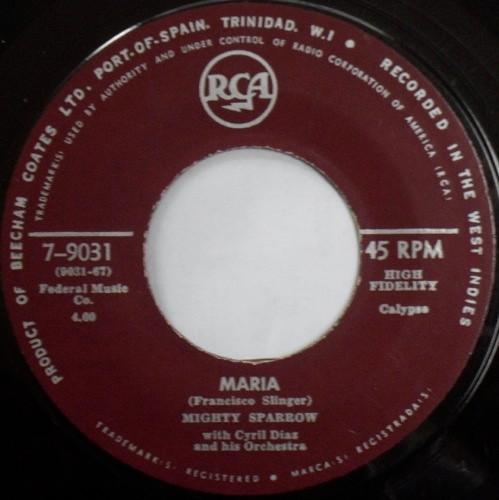 PRODUCT OF BEECHAM COATES LTD. PORT-OF-SPAIN, TRINIDAD, W.I • RECORDED IN THE WEST INDIES
TRADEMARK(S) USED BY AUTHORITY AND UNDER CONTROL OF RADIO CORPORATION OF AMERICA (RCA)
RCA
7-9031
(9031-67)
Federal Music
Co.
4.00
45 RPM
HIGH
FIDELITY
Calypso
MARIA
(Francisco Slinger)
MIGHTY SPARROW
with Cyril Diaz
and his Orchestra
TRADEMARK(S) REGISTERED • MARCA(S) REGISTRADA(S)